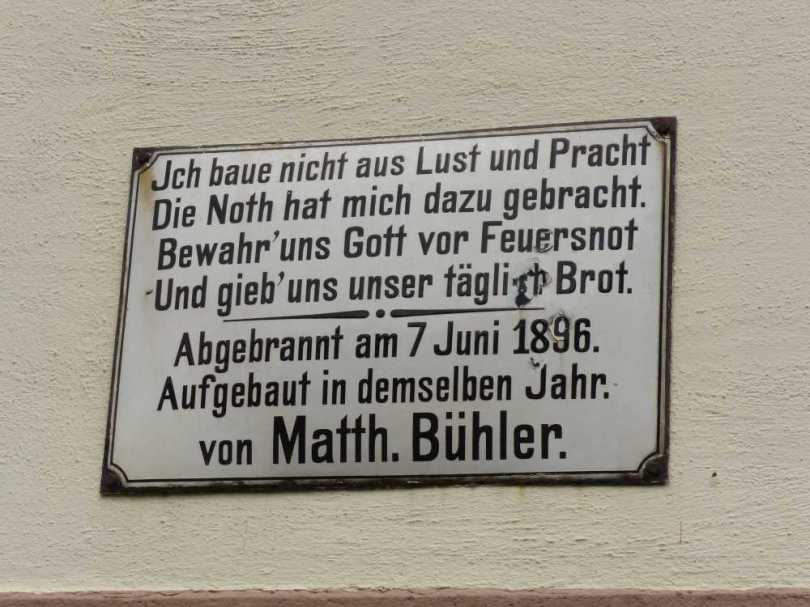 Jch baue nicht aus Lust und Pracht
Die Noth hat mich dazu gebracht.
Bewahr'uns Gott vor Feuersnot
Und gieb'uns unser täglich Brot.
Abgebrannt am 7 Juni 1896.
Aufgebaut in demselben Jahr.
von Matth. Bühler.